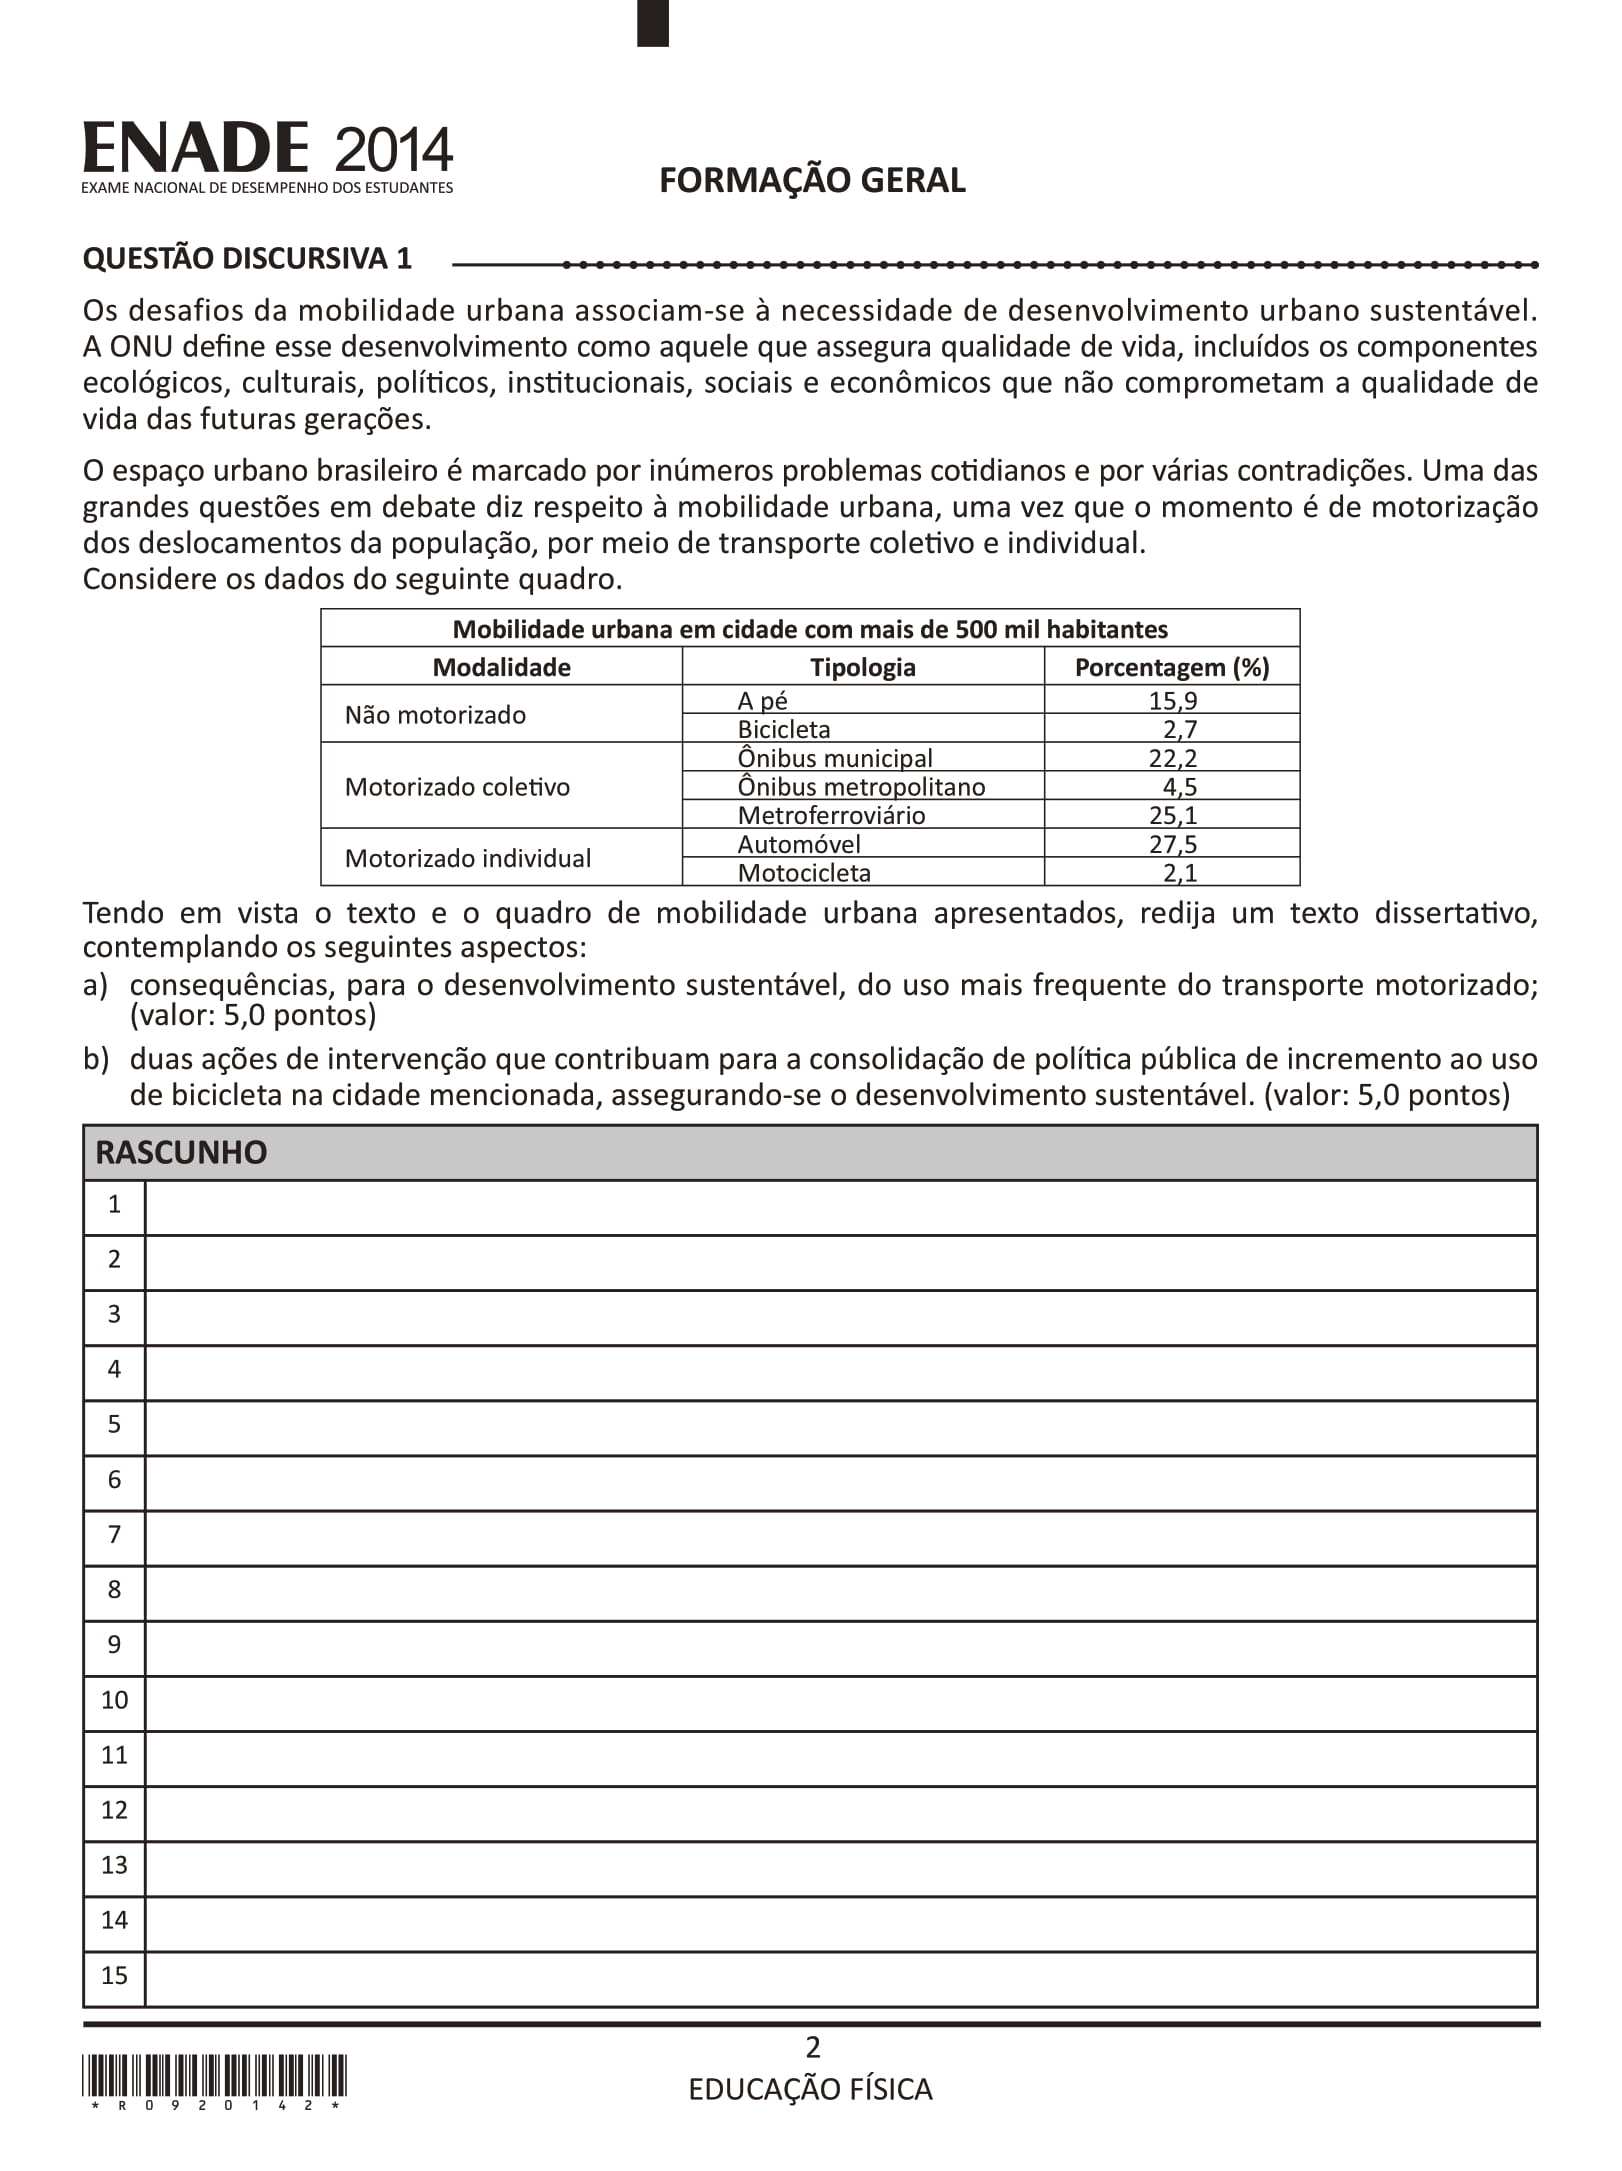 ENADE 2014
EXAME NACIONAL DE DESEMPENHO DOS ESTUDANTES
FORMAÇÃO GERAL
QUESTÃO DISCURSIVA 1
Os desafios da mobilidade urbana associam-se à necessidade de desenvolvimento urbano sustentável.
A ONU define esse desenvolvimento como aquele que assegura qualidade de vida, incluídos os componentes
ecológicos, culturais, políticos, institucionais, sociais e econômicos que não comprometam a qualidade de
vida das futuras gerações.
O espaço urbano brasileiro é marcado por inúmeros problemas cotidianos e por várias contradições. Uma das
grandes questões em debate diz respeito à mobilidade urbana, uma vez que o momento é de motorização
dos deslocamentos da população, por meio de transporte coletivo e individual.
Considere os dados do seguinte quadro.
Mobilidade urbana em cidade com mais de 500 mil habitantes
Modalidade Tipologia Porcentagem (%)
Não motorizado
A pé 15,9
Bicicleta 2,7
Motorizado coletivo
Ônibus municipal 22,2
Ônibus metropolitano 4,5
Metroferroviário 25,1
Motorizado individual
Automóvel 27,5
Motocicleta 2,1
Tendo em vista o texto e o quadro de mobilidade urbana apresentados, redija um texto dissertativo,
contemplando os seguintes aspectos:
a) consequências, para o desenvolvimento sustentável, do uso mais frequente do transporte motorizado;
(valor: 5,0 pontos)
b) duas ações de intervenção que contribuam para a consolidação de política pública de incremento ao uso
de bicicleta na cidade mencionada, assegurando-se o desenvolvimento sustentável. (valor: 5,0 pontos)
RASCUNHO
1
2
3
4
5
6
7
8
9
10
11
12
13
14
15
2
EDUCAÇÃO FÍSICA
*R0920142*